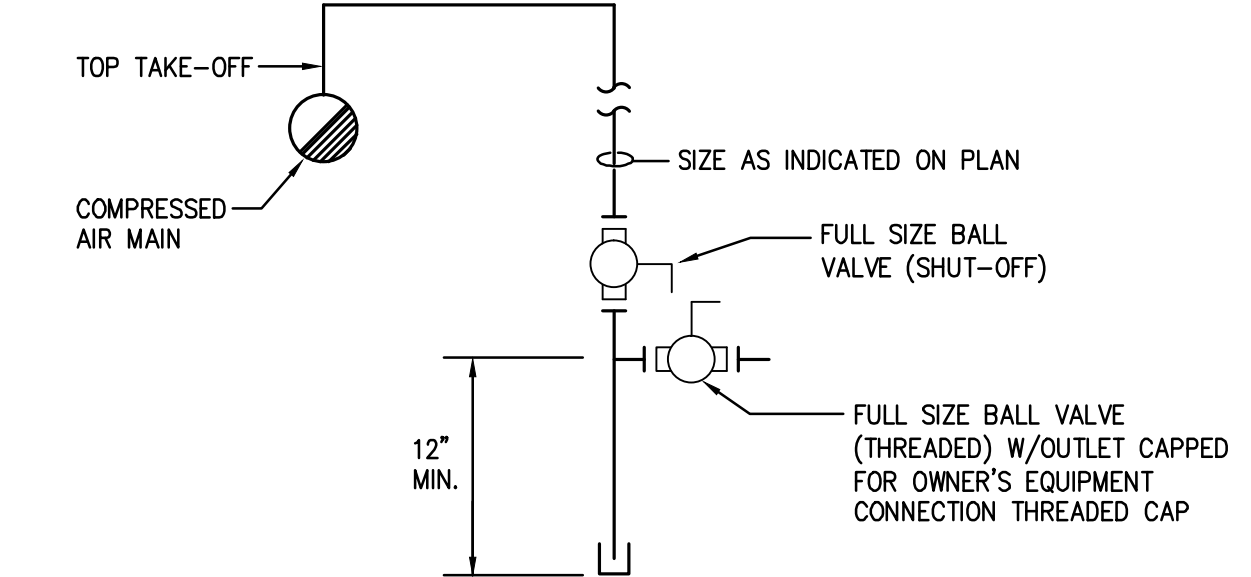 TOP TAKE-OFF
COMPRESSED
AIR MAIN
SIZE AS INDICATED ON PLAN
FULL SIZE BALL
VALVE (SHUT-OFF)
12"
MIN.
FULL SIZE BALL VALVE
(THREADED) W/OUTLET CAPPED
FOR OWNER'S EQUIPMENT
CONNECTION THREADED CAP